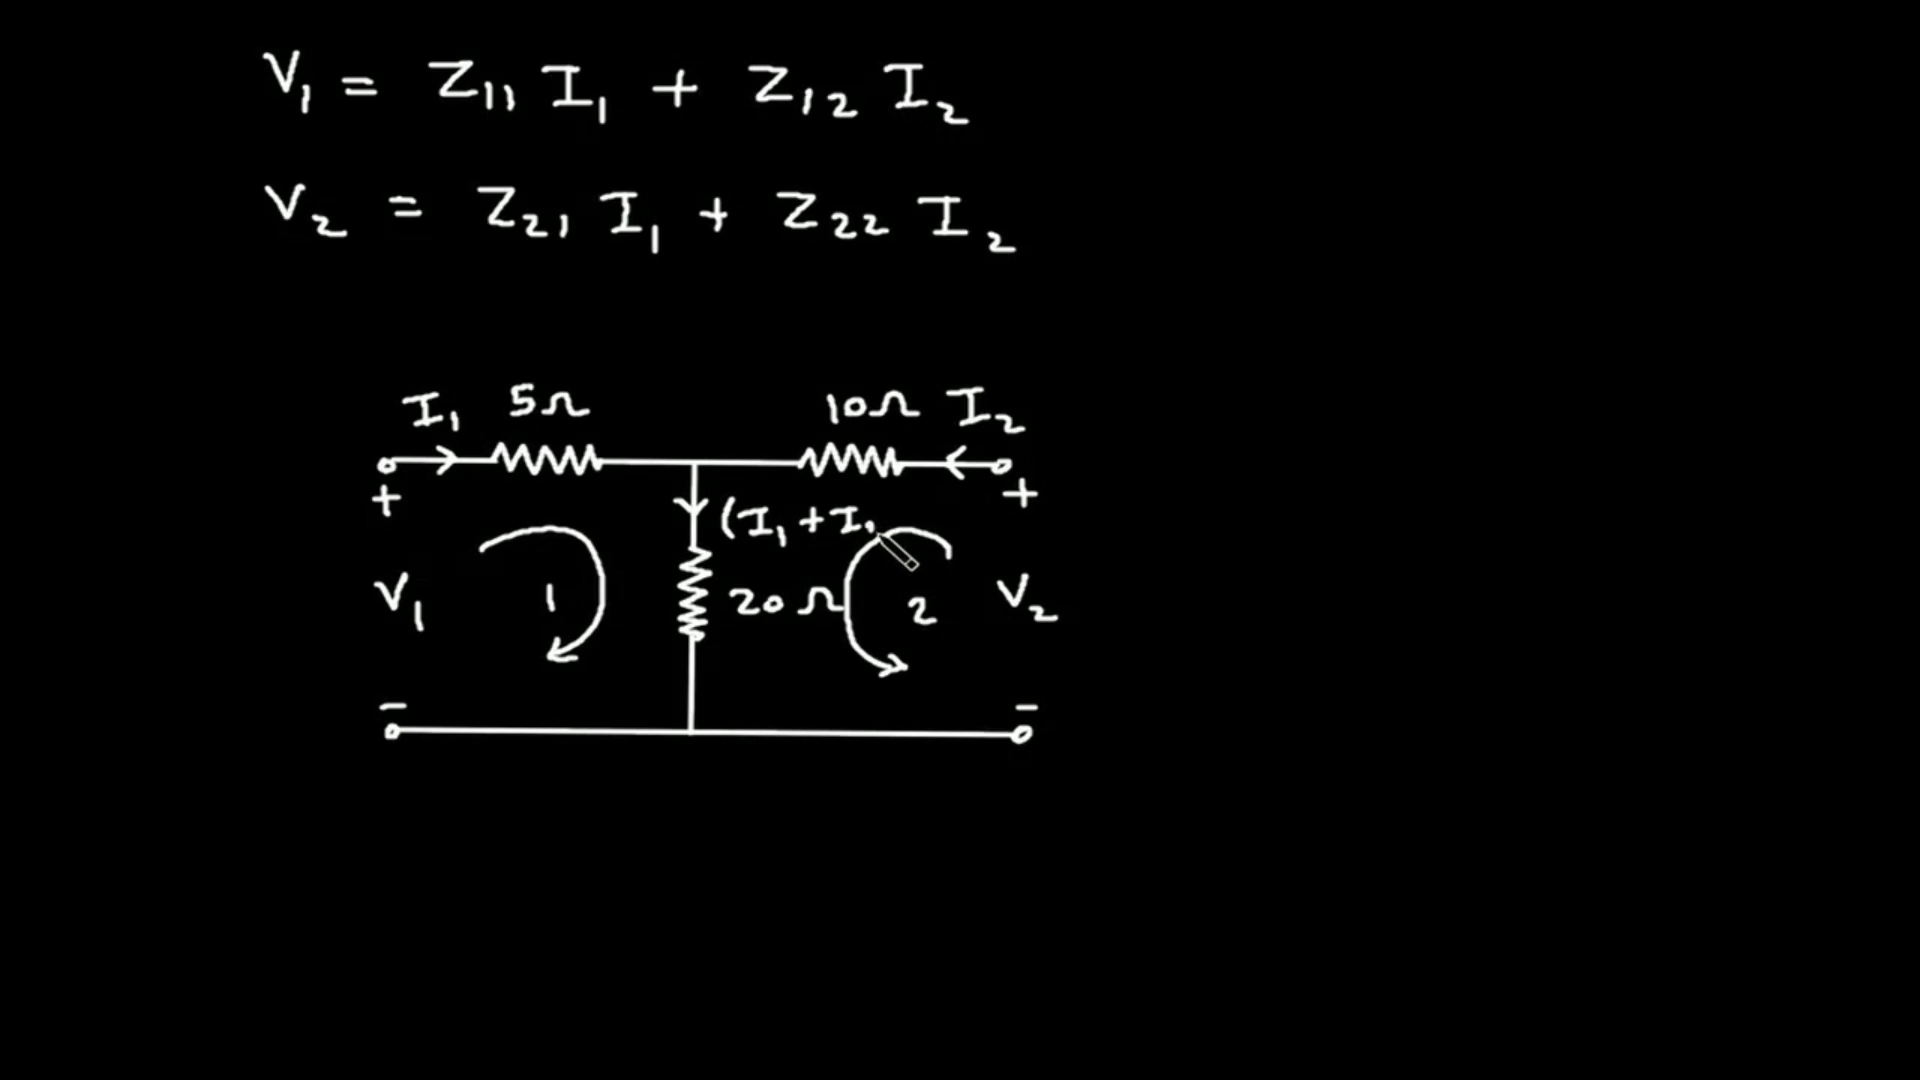 V₁ = Z₁₁ I₁ + Z₁₂ I₂
V₂ = Z₂₁ I₁ + Z₂₂ I₂
I₁ 5Ω 10Ω I₂
+ +
(I₁ + I
V₁ 1 20Ω 2 V₂
- -